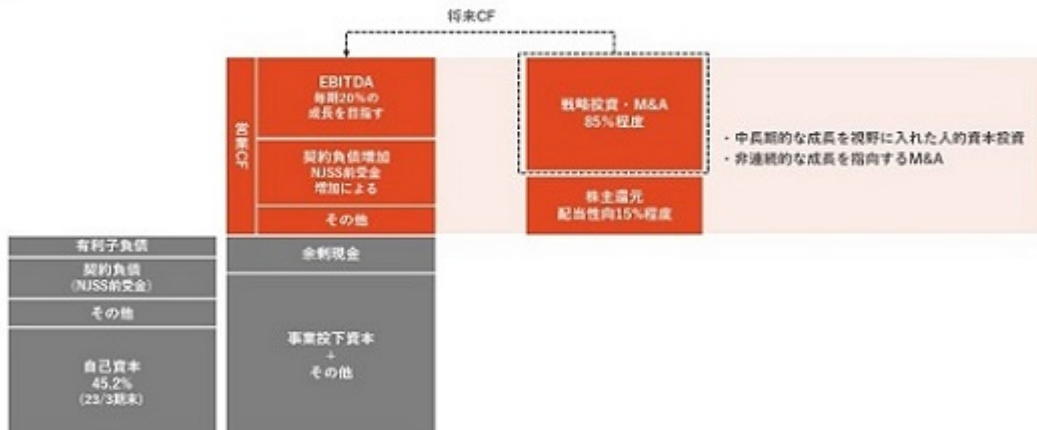 将来CF
営業CF
EBITDA
毎期20%の
成長を目指す
契約負債増加
NJSS前受金
増加による
その他
戦略投資・M&A
85%程度
株主還元
配当性向15%程度
・中長期的な成長を視野に入れた人的資本投資
・非連続的な成長を指向するM&A
有利子負債
契約負債
(NJSS前受金)
その他
自己資本
45.2%
(23/3期末)
余剰現金
事業投下資本
+
その他